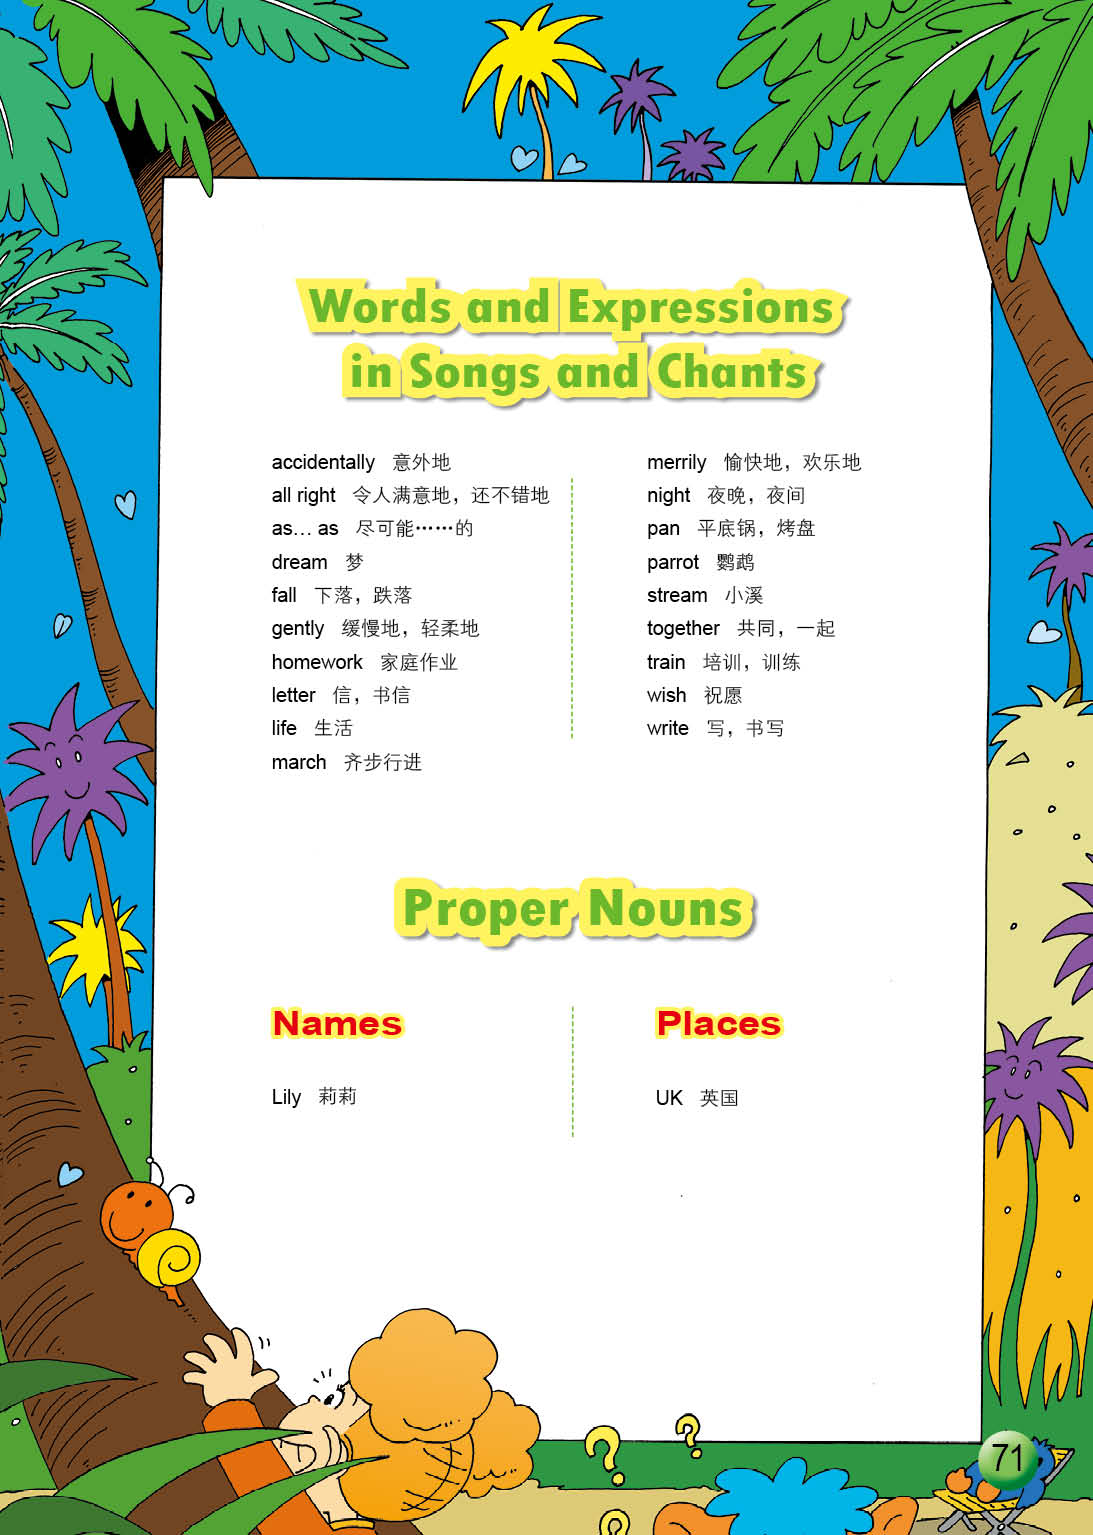 Words and Expressions
in Songs and Chants
accidentally 意外地
all right 令人满意地，还不错地
as… as 尽可能……的
dream 梦
fall 下落，跌落
gently 缓慢地，轻柔地
homework 家庭作业
letter 信，书信
life 生活
march 齐步行进
merrily 愉快地，欢乐地
night 夜晚，夜间
pan 平底锅，烤盘
parrot 鹦鹉
stream 小溪
together 共同，一起
train 培训，训练
wish 祝愿
write 写，书写
Proper Nouns
Names
Lily 莉莉
Places
UK 英国
71